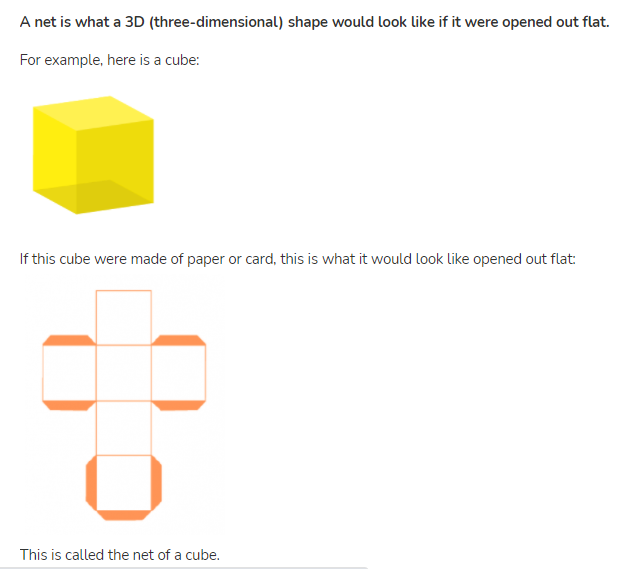 A net is what a 3D (three-dimensional) shape would look like if it were opened out flat.
For example, here is a cube:
If this cube were made of paper or card, this is what it would look like opened out flat:
This is called the net of a cube.